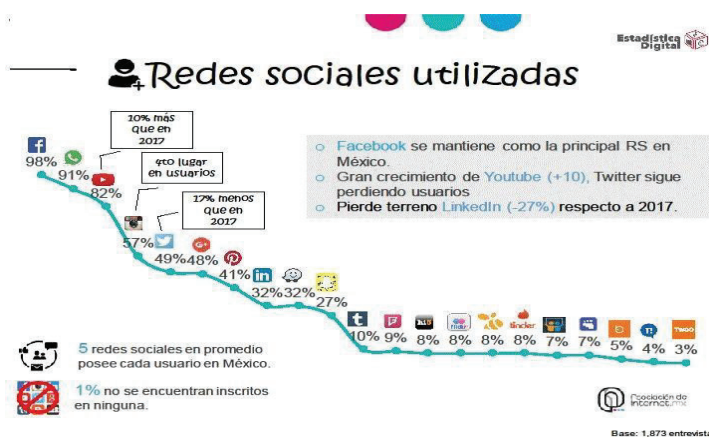 Estadística
Digital
Redes sociales utilizadas
10% más
que en
2017
4to lugar
en usuarios
17% menos
que en
2017
98%
91%
82%
57%
49%
48%
41%
32%
32%
27%
10%
9%
8%
8%
8%
8%
7%
7%
5%
4%
3%
tinder
TWOO
Facebook se mantiene como la principal RS en
México.
Gran crecimiento de Youtube (+10), Twitter sigue
perdiendo usuarios
Pierde terreno LinkedIn (-27%) respecto a 2017.
5 redes sociales en promedio
posee cada usuario en México.
1% no se encuentran inscritos
en ninguna.
Asociación de
Internet.mx
Base: 1,873 entrevista